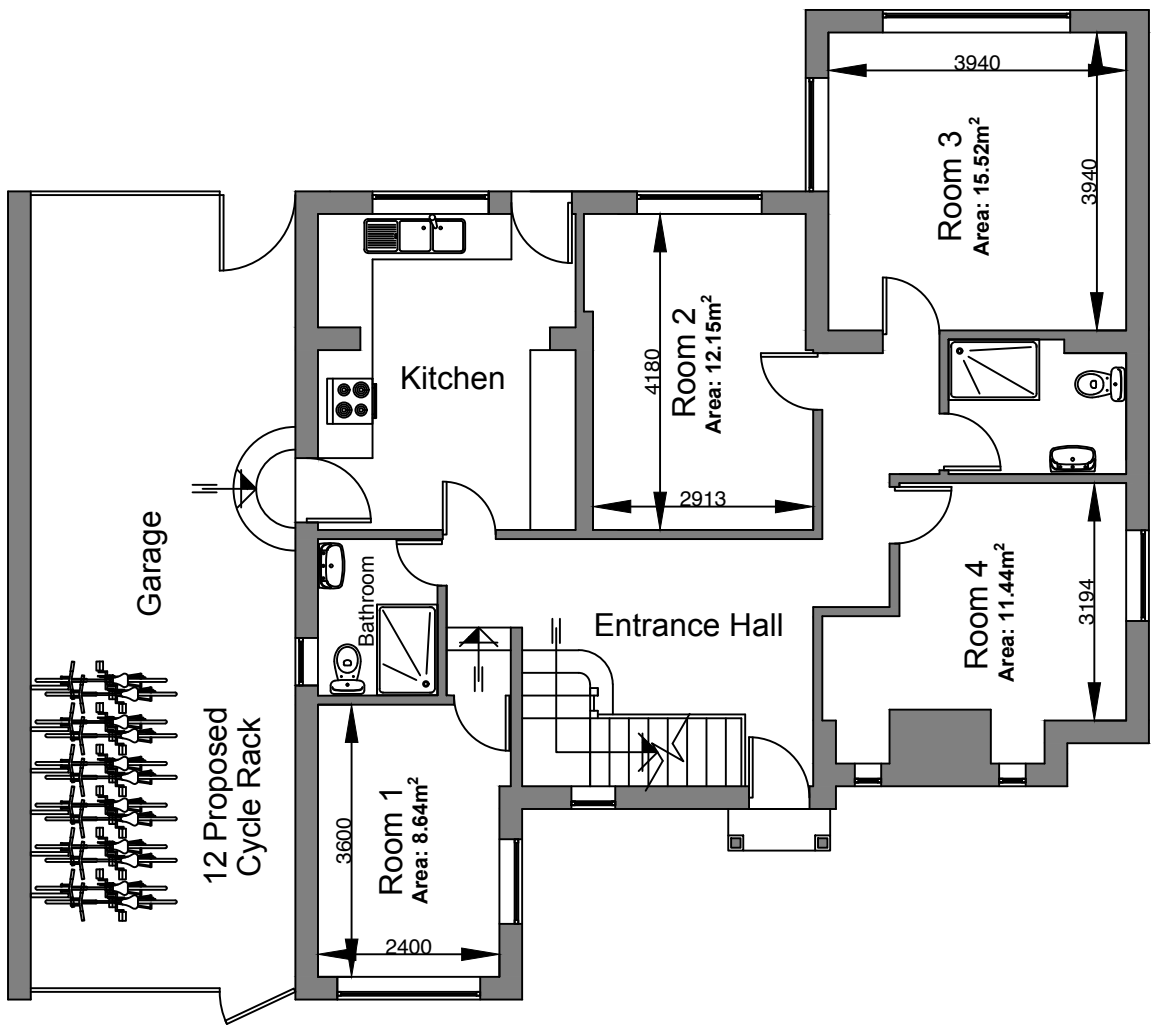 3940
Room 3
Area: 15.52m²
3940
Kitchen
4180
Room 2
Area: 12.15m²
2913
Garage
Bathroom
Entrance Hall
Room 4
Area: 11.44m²
3194
12 Proposed
Cycle Rack
3600
Room 1
Area: 8.64m²
2400